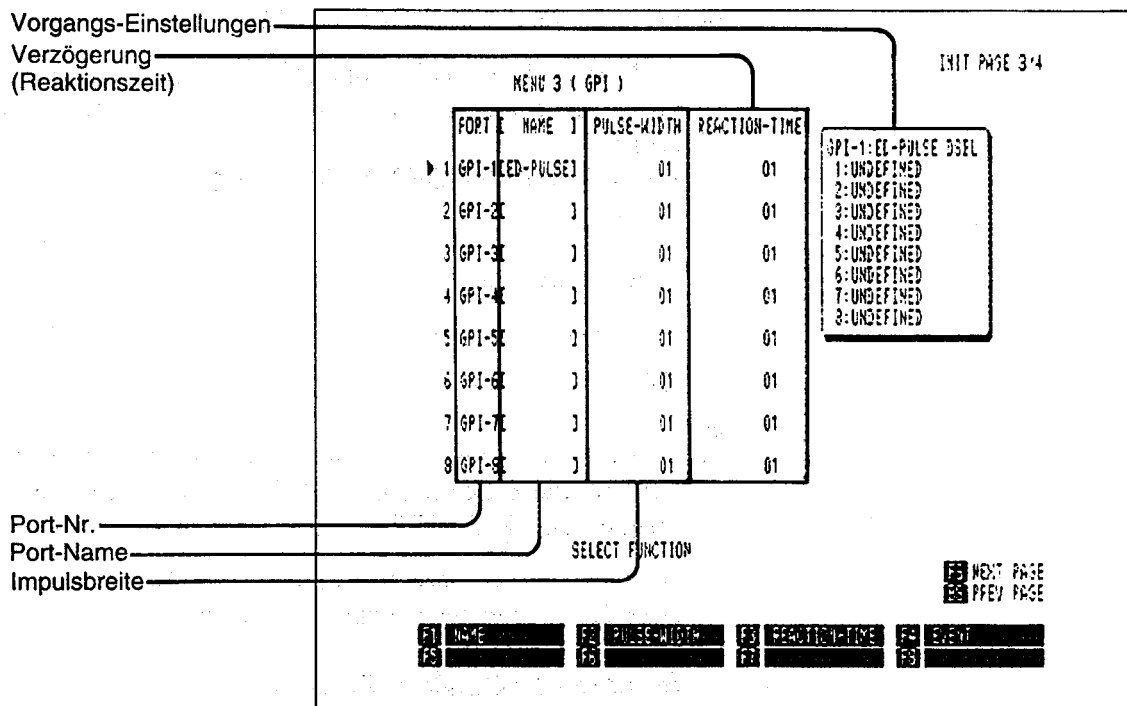 Vorgangs-Einstellungen
Verzögerung
(Reaktionszeit)
INIT PAGE 3/4
MENU 3 ( GPI )
PORT [ NAME ] PULSE-WIDTH REACTION-TIME
1 GPI-1[ED-PULSE] 01 01
2 GPI-2[ ] 01 01
3 GPI-3[ ] 01 01
4 GPI-4[ ] 01 01
5 GPI-5[ ] 01 01
6 GPI-6[ ] 01 01
7 GPI-7[ ] 01 01
8 GPI-8[ ] 01 01
GPI-1:ED-PULSE DSEL
1:UNDEFINED
2:UNDEFINED
3:UNDEFINED
4:UNDEFINED
5:UNDEFINED
6:UNDEFINED
7:UNDEFINED
8:UNDEFINED
Port-Nr.
Port-Name
Impulsbreite
SELECT FUNCTION
NEXT PAGE
PREV PAGE
F1 NAME F2 PULSE-WIDTH F3 REACTION-TIME F4 EVENT
F5 F6 F7 F8